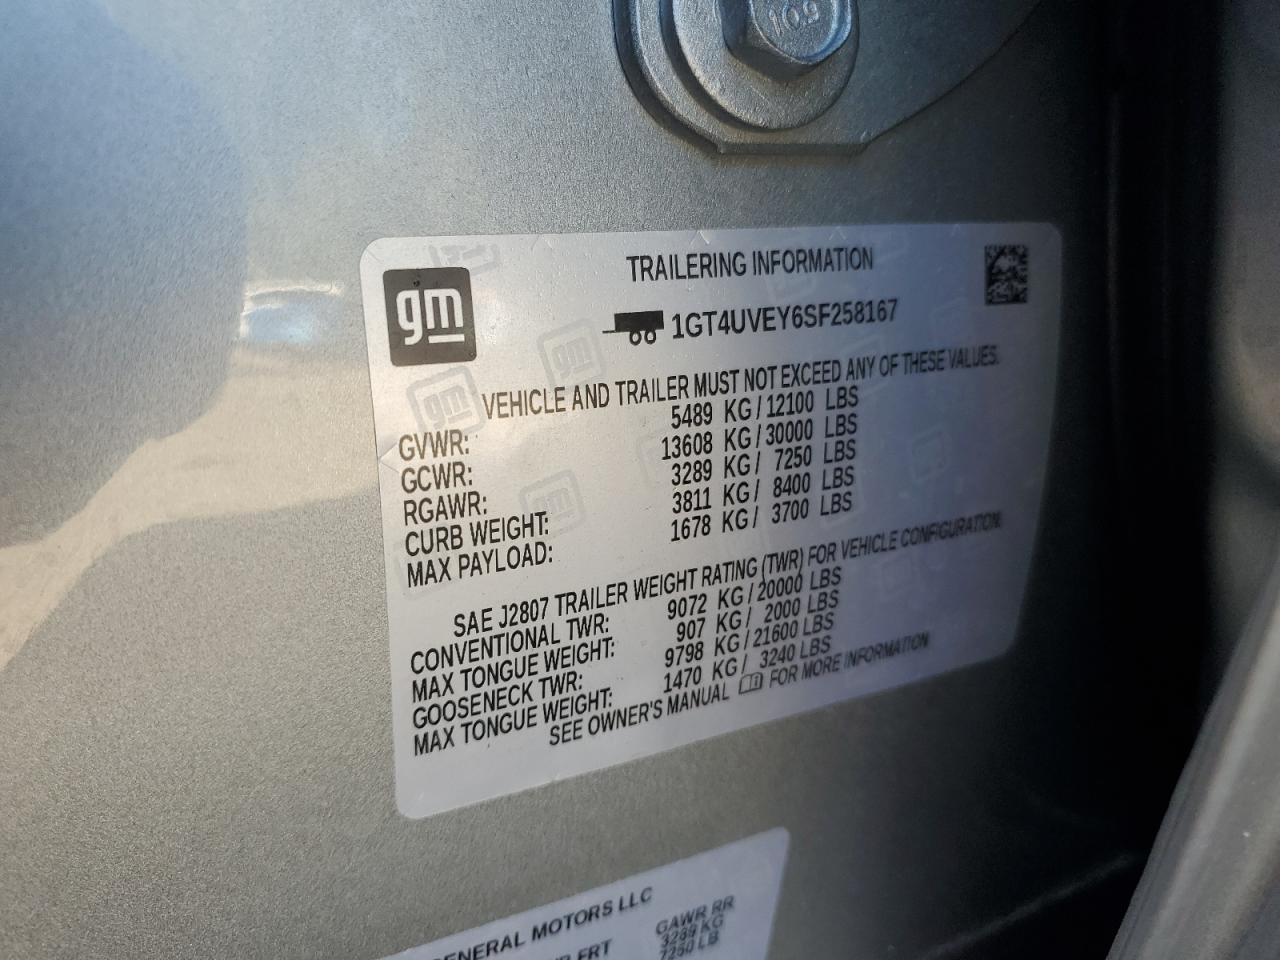 10.9
gm
TRAILERING INFORMATION
1GT4UVEY6SF258167
VEHICLE AND TRAILER MUST NOT EXCEED ANY OF THESE VALUES.
GVWR: 5489 KG/12100 LBS
GCWR: 13608 KG/30000 LBS
RGAWR: 3289 KG/ 7250 LBS
CURB WEIGHT: 3811 KG/ 8400 LBS
MAX PAYLOAD: 1678 KG/ 3700 LBS
SAE J2807 TRAILER WEIGHT RATING (TWR) FOR VEHICLE CONFIGURATION.
CONVENTIONAL TWR: 9072 KG/20000 LBS
MAX TONGUE WEIGHT: 907 KG/ 2000 LBS
GOOSENECK TWR: 9798 KG/21600 LBS
MAX TONGUE WEIGHT: 1470 KG/ 3240 LBS
SEE OWNER'S MANUAL FOR MORE INFORMATION
GENERAL MOTORS LLC
FRT
GAWR RR
3289 KG
7250 LB